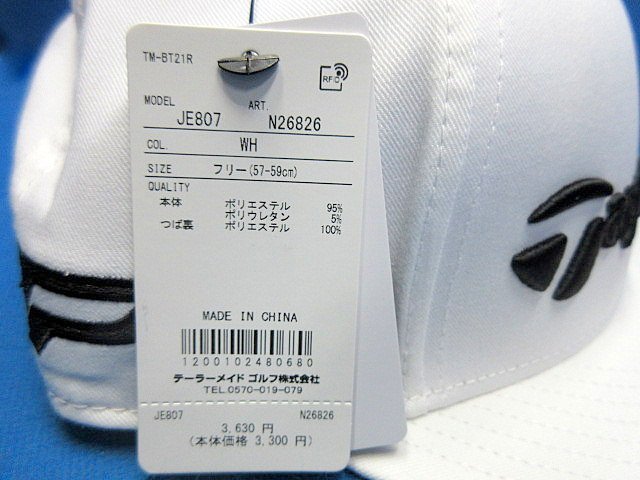 TM-BT21R
RFID
MODEL ART.
JE807 N26826
COL. WH
SIZE フリー(57-59cm)
QUALITY
本体 ポリエステル 95%
ポリウレタン 5%
つば裏 ポリエステル 100%
MADE IN CHINA
1200102480680
テーラーメイド ゴルフ株式会社
TEL.0570-019-079
JE807 N26826
3,630 円
(本体価格 3,300 円)